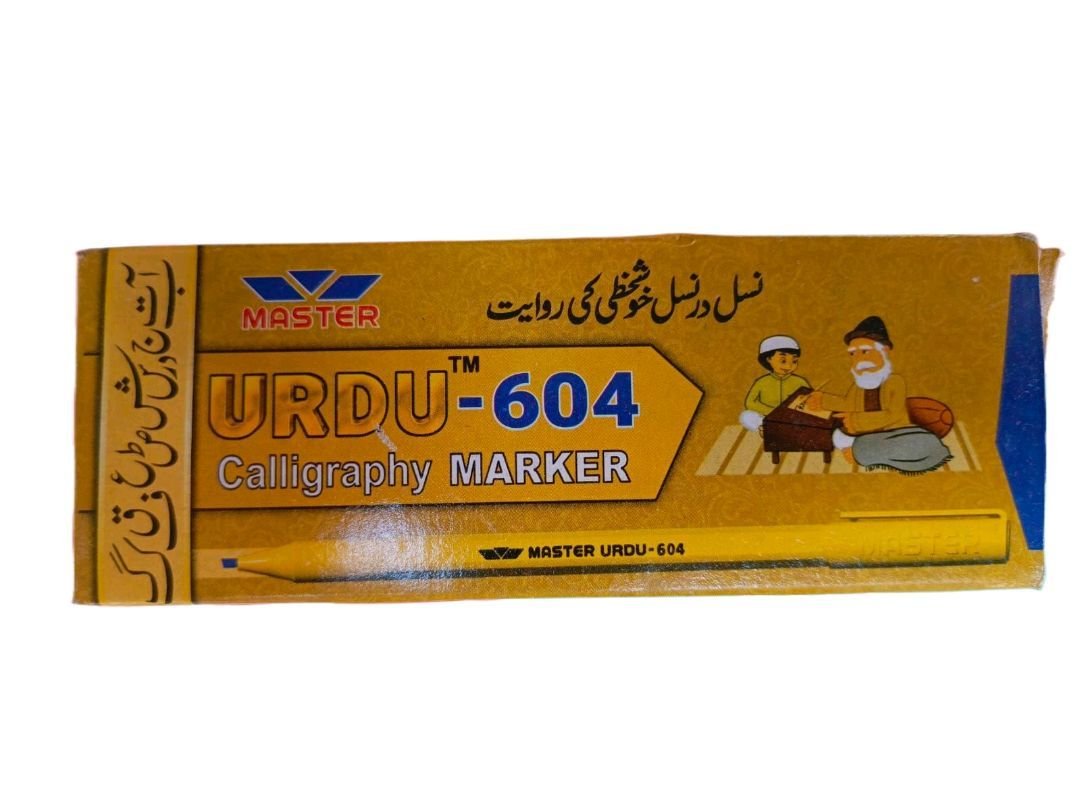 MASTER
نسل در نسل خوشخطی کی روایت
URDU™-604
Calligraphy MARKER
MASTER URDU-604
MASTER